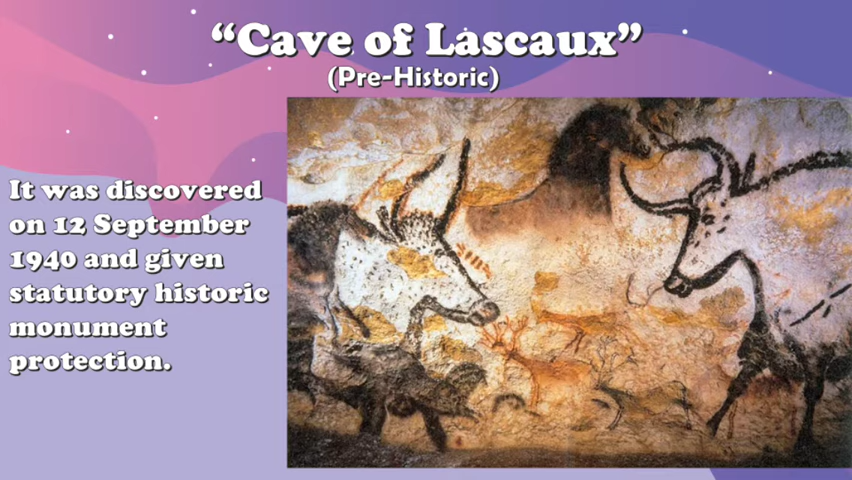 “Cave of Lascaux”
(Pre-Historic)
It was discovered
on 12 September
1940 and given
statutory historic
monument
protection.